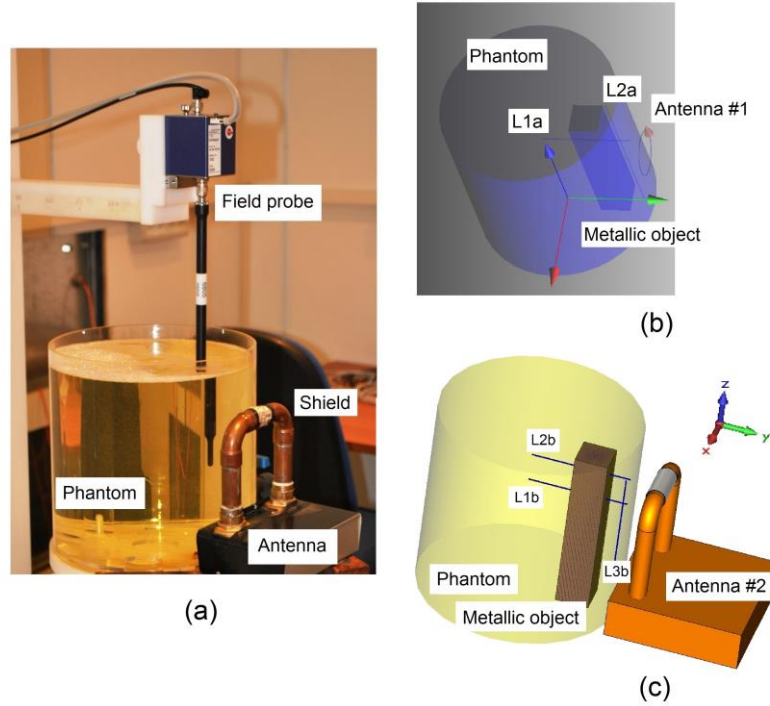 Field probe
Shield
Phantom
Antenna
(a)
Phantom
L2a
L1a
Antenna #1
Metallic object
(b)
z
y
x
L2b
L1b
L3b
Phantom
Antenna #2
Metallic object
(c)